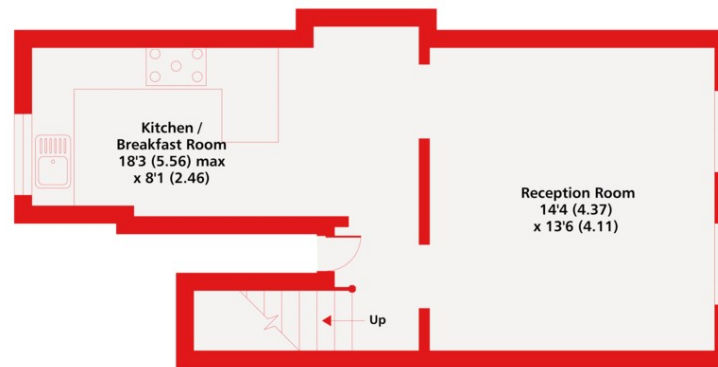 Kitchen /
Breakfast Room
18'3 (5.56) max
x 8'1 (2.46)
Reception Room
14'4 (4.37)
x 13'6 (4.11)
Up